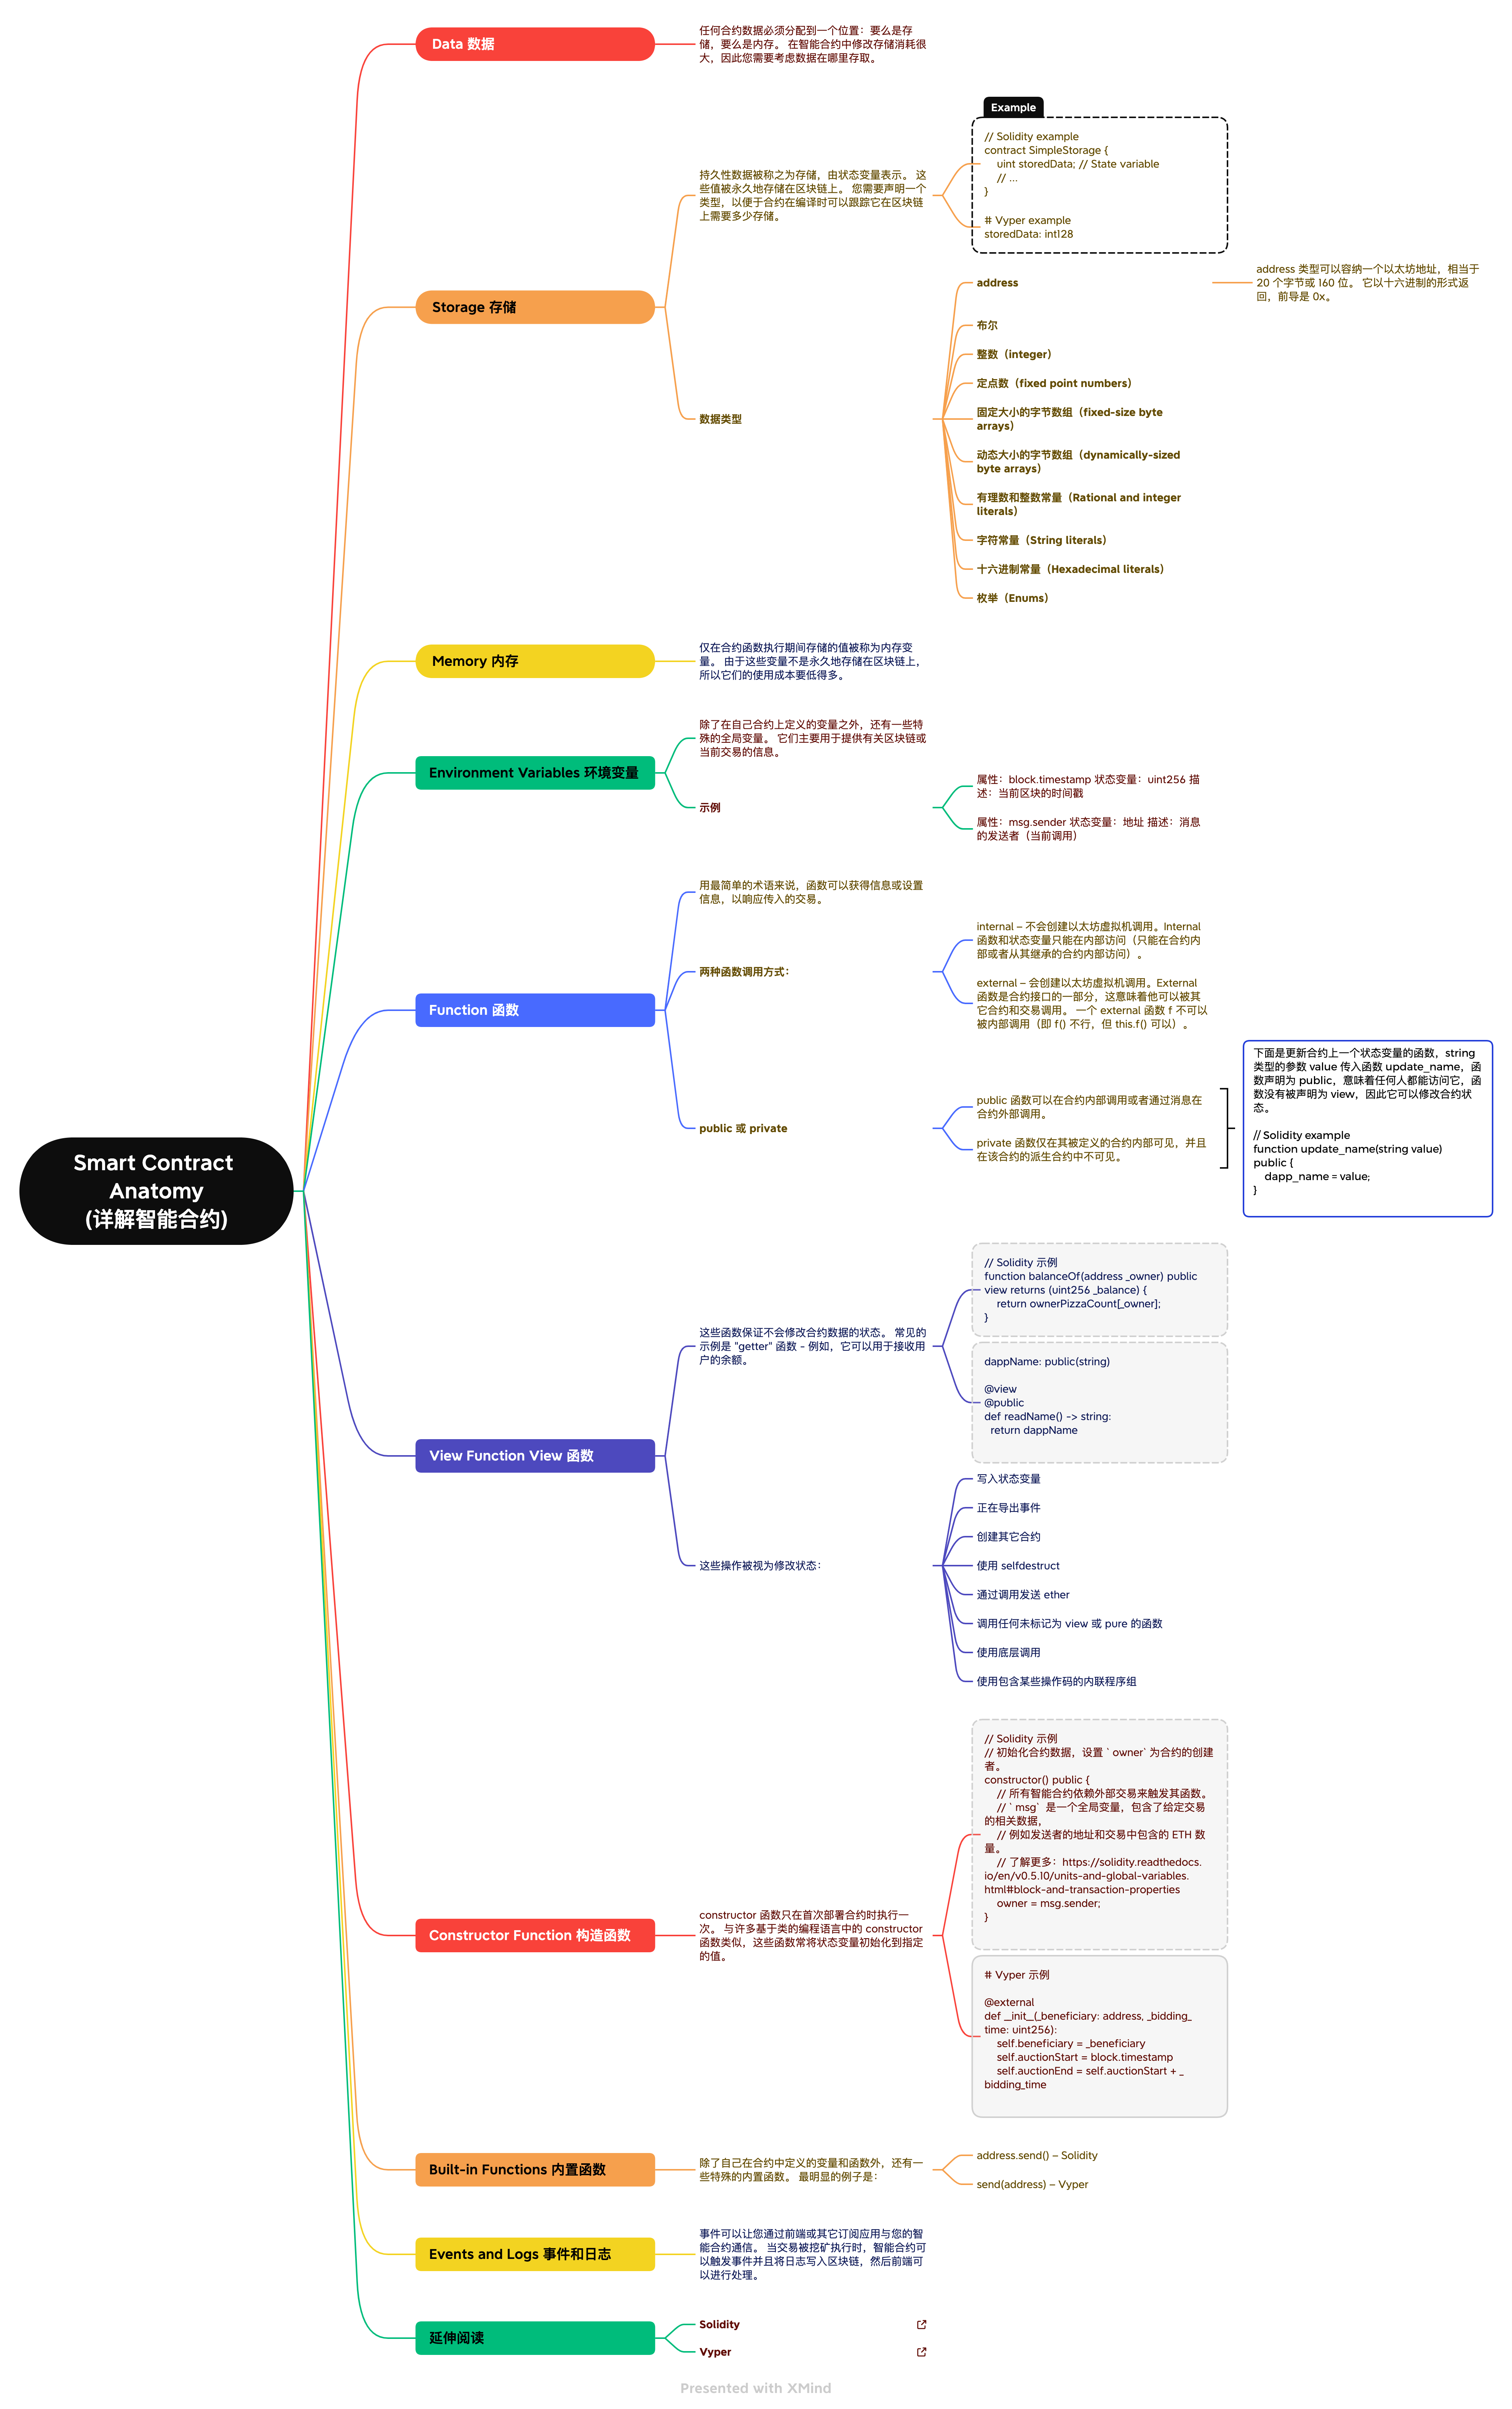 Smart Contract
Anatomy
(详解智能合约)
Data 数据
任何合约数据必须分配到一个位置：要么是存
储，要么是内存。 在智能合约中修改存储消耗很
大，因此您需要考虑数据在哪里存取。
Storage 存储
持久性数据被称之为存储，由状态变量表示。 这
些值被永久地存储在区块链上。 您需要声明一个
类型，以便于合约在编译时可以跟踪它在区块链
上需要多少存储。
Example
// Solidity example
contract SimpleStorage {
uint storedData; // State variable
// ...
}
# Vyper example
storedData: int128
数据类型
address
address 类型可以容纳一个以太坊地址，相当于
20 个字节或 160 位。 它以十六进制的形式返
回，前导是 0x。
布尔
整数（integer）
定点数（fixed point numbers）
固定大小的字节数组（fixed-size byte
arrays）
动态大小的字节数组（dynamically-sized
byte arrays）
有理数和整数常量（Rational and integer
literals）
字符常量（String literals）
十六进制常量（Hexadecimal literals）
枚举（Enums）
Memory 内存
仅在合约函数执行期间存储的值被称为内存变
量。 由于这些变量不是永久地存储在区块链上，
所以它们的使用成本要低得多。
Environment Variables 环境变量
除了在自己合约上定义的变量之外，还有一些特
殊的全局变量。 它们主要用于提供有关区块链或
当前交易的信息。
示例
属性：block.timestamp 状态变量：uint256 描
述：当前区块的时间戳
属性：msg.sender 状态变量：地址 描述：消息
的发送者（当前调用）
Function 函数
用最简单的术语来说，函数可以获得信息或设置
信息，以响应传入的交易。
两种函数调用方式：
internal – 不会创建以太坊虚拟机调用。Internal
函数和状态变量只能在内部访问（只能在合约内
部或者从其继承的合约内部访问）。
external – 会创建以太坊虚拟机调用。External
函数是合约接口的一部分，这意味着他可以被其
它合约和交易调用。 一个 external 函数 f 不可以
被内部调用（即 f() 不行，但 this.f() 可以）。
public 或 private
public 函数可以在合约内部调用或者通过消息在
合约外部调用。
private 函数仅在其被定义的合约内部可见，并且
在该合约的派生合约中不可见。
下面是更新合约上一个状态变量的函数，string
类型的参数 value 传入函数 update_name，函
数声明为 public，意味着任何人都能访问它，函
数没有被声明为 view，因此它可以修改合约状
态。
// Solidity example
function update_name(string value)
public {
dapp_name = value;
}
View Function View 函数
这些函数保证不会修改合约数据的状态。 常见的
示例是 "getter" 函数 - 例如，它可以用于接收用
户的余额。
// Solidity 示例
function balanceOf(address _owner) public
view returns (uint256 _balance) {
return ownerPizzaCount[_owner];
}
dappName: public(string)
@view
@public
def readName() -> string:
return dappName
这些操作被视为修改状态：
写入状态变量
正在导出事件
创建其它合约
使用 selfdestruct
通过调用发送 ether
调用任何未标记为 view 或 pure 的函数
使用底层调用
使用包含某些操作码的内联程序组
Constructor Function 构造函数
constructor 函数只在首次部署合约时执行一
次。 与许多基于类的编程语言中的 constructor
函数类似，这些函数常将状态变量初始化到指定
的值。
// Solidity 示例
// 初始化合约数据，设置 `owner`为合约的创建
者。
constructor() public {
// 所有智能合约依赖外部交易来触发其函数。
// `msg` 是一个全局变量，包含了给定交易
的相关数据，
// 例如发送者的地址和交易中包含的 ETH 数
量。
// 了解更多：https://solidity.readthedocs.
io/en/v0.5.10/units-and-global-variables.
html#block-and-transaction-properties
owner = msg.sender;
}
# Vyper 示例
@external
def __init__(_beneficiary: address, _bidding_
time: uint256):
self.beneficiary = _beneficiary
self.auctionStart = block.timestamp
self.auctionEnd = self.auctionStart + _
bidding_time
Built-in Functions 内置函数
除了自己在合约中定义的变量和函数外，还有一
些特殊的内置函数。 最明显的例子是：
address.send() – Solidity
send(address) – Vyper
Events and Logs 事件和日志
事件可以让您通过前端或其它订阅应用与您的智
能合约通信。 当交易被挖矿执行时，智能合约可
以触发事件并且将日志写入区块链，然后前端可
以进行处理。
延伸阅读
Solidity
Vyper
Presented with XMind